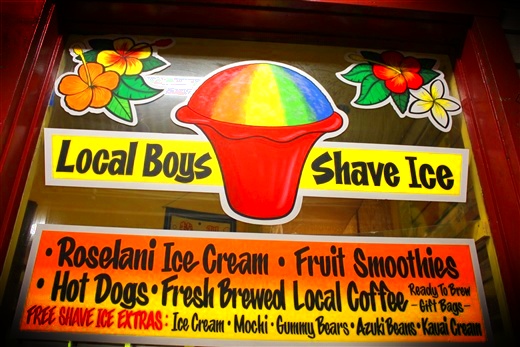 Local Boys Shave Ice
• Roselani Ice Cream • Fruit Smoothies
• Hot Dogs • Fresh Brewed Local Coffee Ready To Brew
- Gift Bags -
FREE SHAVE ICE EXTRAS: Ice Cream • Mochi • Gummy Bears • Azuki Beans • Kauai Cream